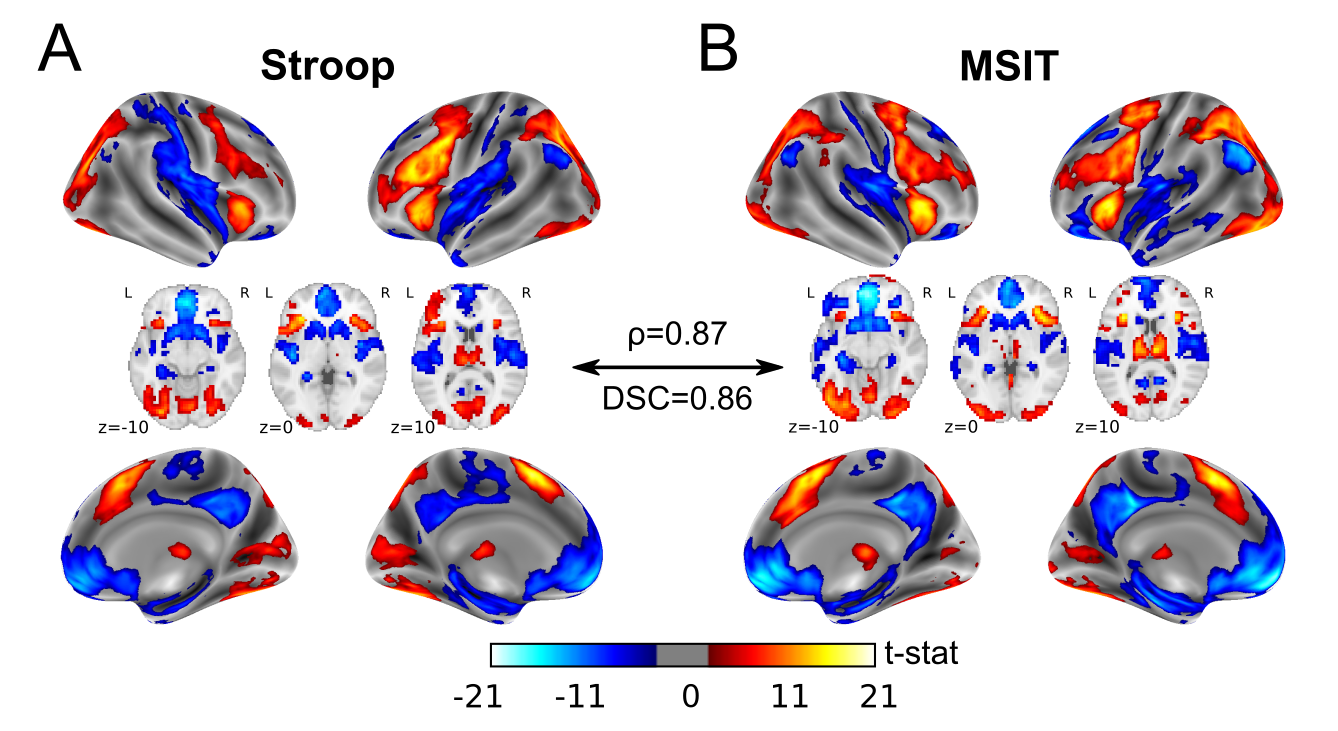 A
Stroop
B
MSIT
L R L R L R
z=-10 z=0 z=10
ρ=0.87
DSC=0.86
L R L R L R
z=-10 z=0 z=10
t-stat
-21 -11 0 11 21